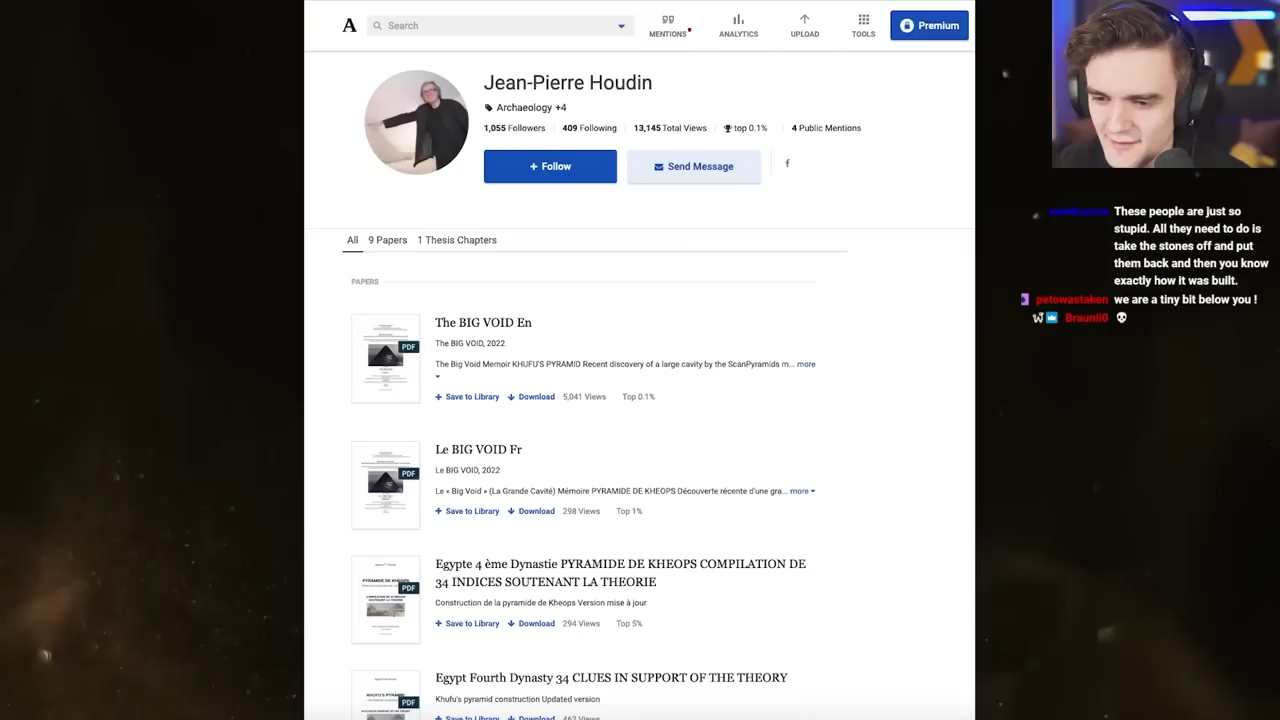 A
Search
MENTIONS
ANALYTICS
UPLOAD
TOOLS
Premium
Jean-Pierre Houdin
Archaeology +4
1,055 Followers
409 Following
13,145 Total Views
top 0.1%
4 Public Mentions
+ Follow
Send Message
f
All
9 Papers
1 Thesis Chapters
PAPERS
PDF
The BIG VOID En
The BIG VOID, 2022
The Big Void Memoir KHUFU'S PYRAMID Recent discovery of a large cavity by the ScanPyramids m... more
+ Save to Library
Download
5,041 Views
Top 0.1%
PDF
Le BIG VOID Fr
Le BIG VOID, 2022
Le « Big Void » (La Grande Cavité) Mémoire PYRAMIDE DE KHEOPS Découverte récente d'une gra... more
+ Save to Library
Download
298 Views
Top 1%
PYRAMIDE DE KHEOPS
PDF
Egypte 4 ème Dynastie PYRAMIDE DE KHEOPS COMPILATION DE
34 INDICES SOUTENANT LA THEORIE
Construction de la pyramide de Kheops Version mise à jour
+ Save to Library
Download
294 Views
Top 5%
KHUFU'S PYRAMID
PDF
Egypt Fourth Dynasty 34 CLUES IN SUPPORT OF THE THEORY
Khufu's pyramid construction Updated version
+ Save to Library
Download
462 Views
These people are just so
stupid. All they need to do is
take the stones off and put
them back and then you know
exactly how it was built.
petowastaken we are a tiny bit below you !
Braunli0